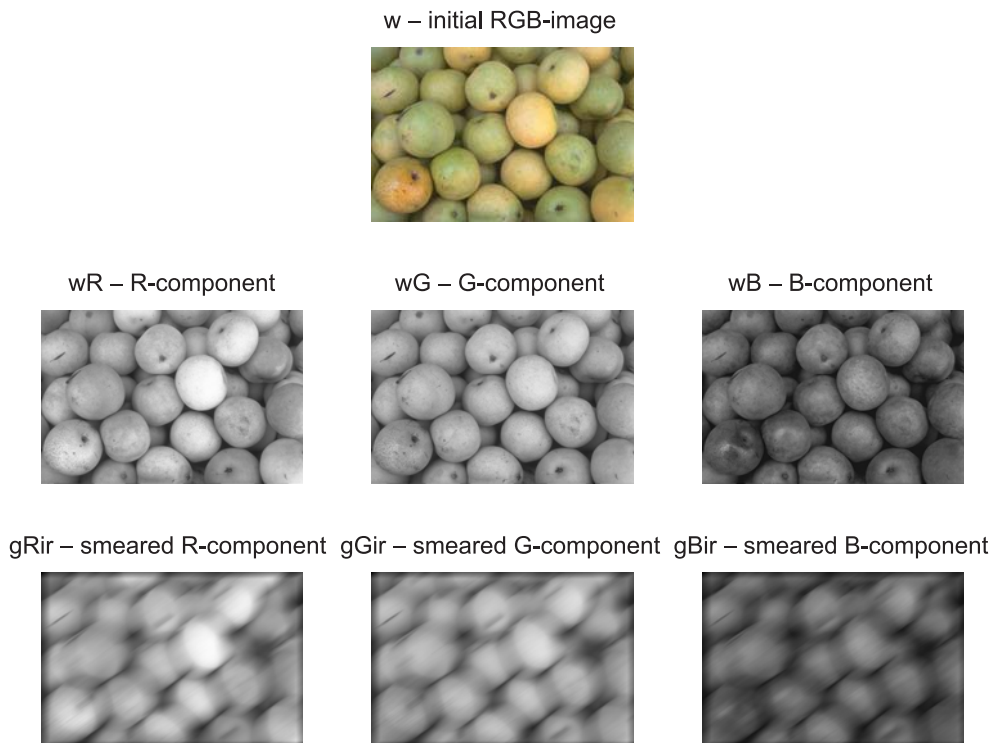 w – initial RGB-image
wR – R-component
wG – G-component
wB – B-component
gRir – smeared R-component
gGir – smeared G-component
gBir – smeared B-component